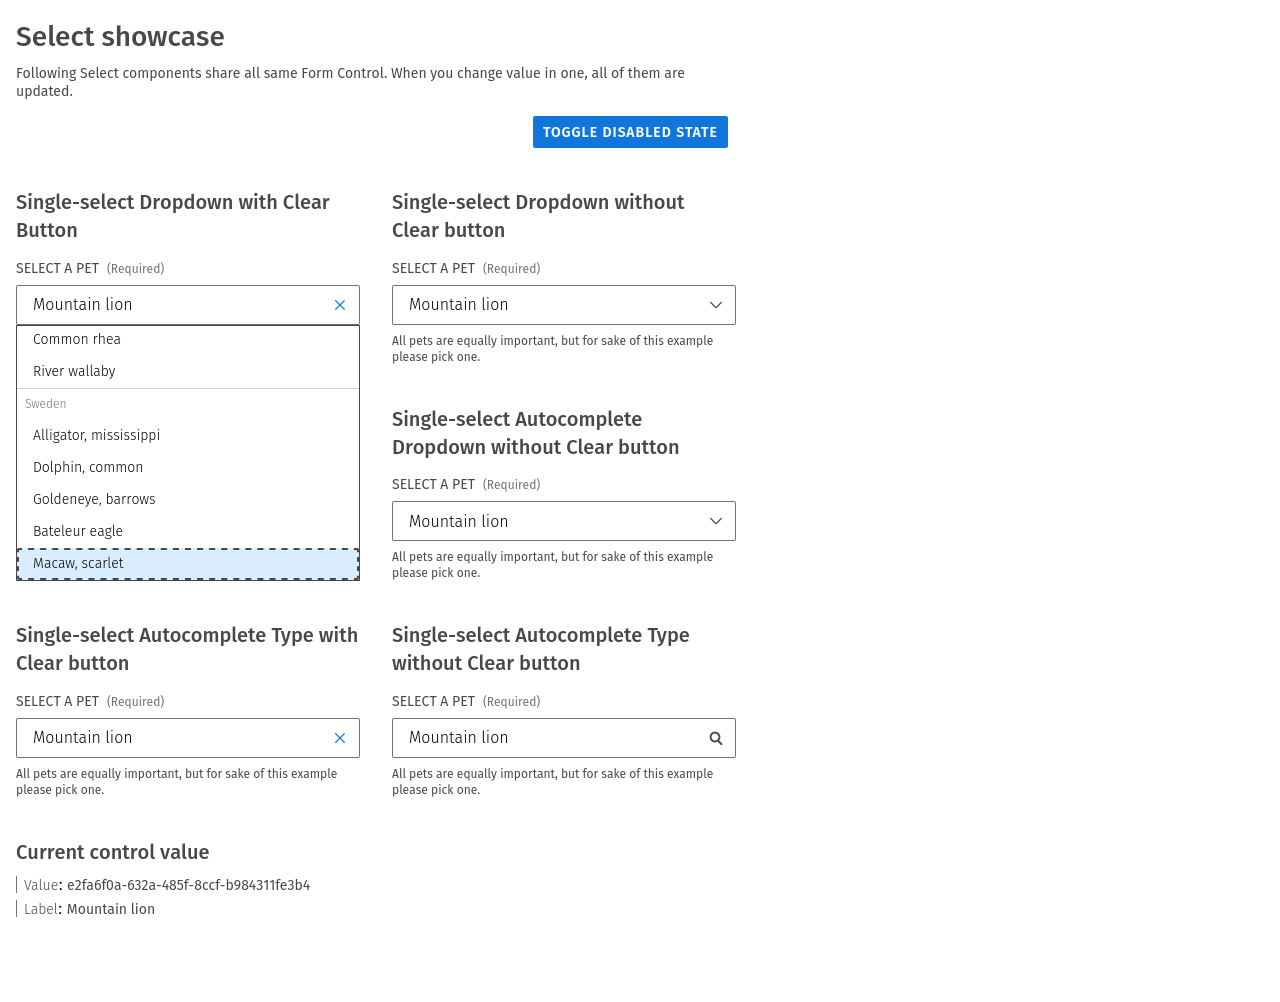 Select showcase
Following Select components share all same Form Control. When you change value in one, all of them are
updated.
TOGGLE DISABLED STATE
Single-select Dropdown with Clear
Button
SELECT A PET (Required)
Mountain lion
Common rhea
River wallaby
Sweden
Alligator, mississippi
Dolphin, common
Goldeneye, barrows
Bateleur eagle
Macaw, scarlet
Single-select Dropdown without
Clear button
SELECT A PET (Required)
Mountain lion
All pets are equally important, but for sake of this example
please pick one.
Single-select Autocomplete
Dropdown without Clear button
SELECT A PET (Required)
Mountain lion
All pets are equally important, but for sake of this example
please pick one.
Single-select Autocomplete Type with
Clear button
SELECT A PET (Required)
Mountain lion
All pets are equally important, but for sake of this example
please pick one.
Single-select Autocomplete Type
without Clear button
SELECT A PET (Required)
Mountain lion
All pets are equally important, but for sake of this example
please pick one.
Current control value
Value: e2fa6f0a-632a-485f-8ccf-b984311fe3b4
Label: Mountain lion